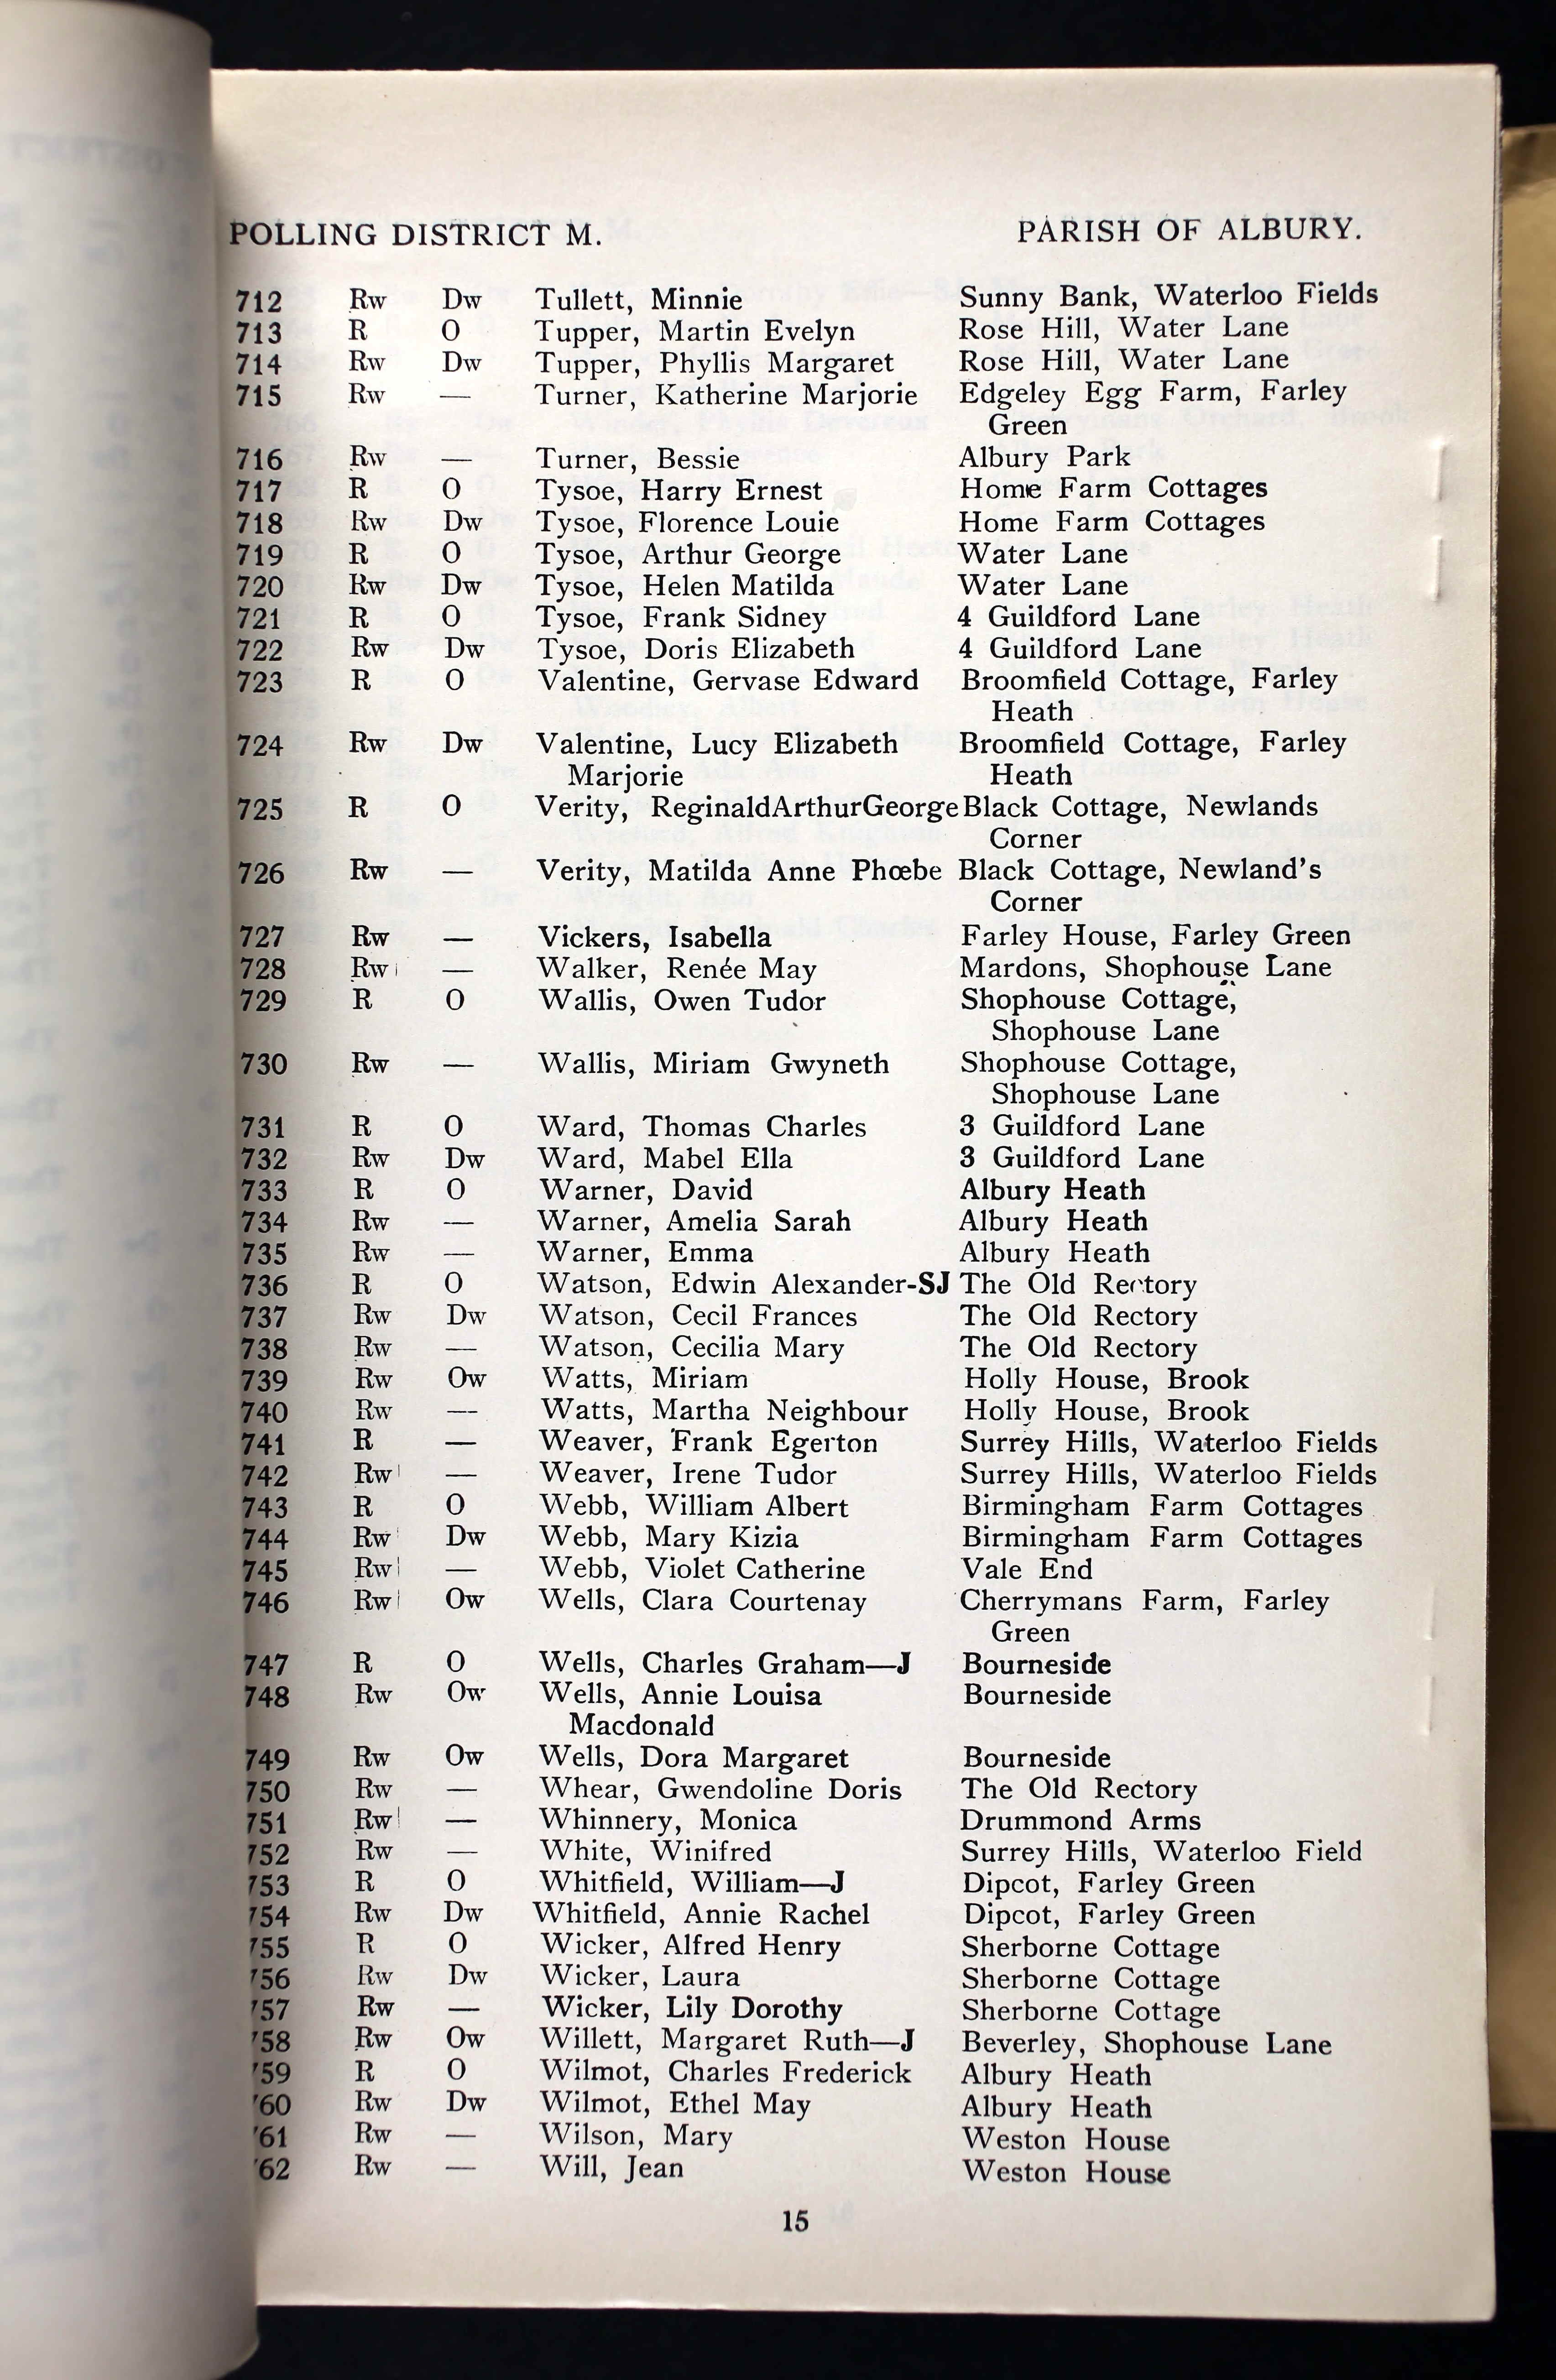 POLLING DISTRICT M. PARISH OF ALBURY.
712 Rw Dw Tullett, Minnie Sunny Bank, Waterloo Fields
713 R O Tupper, Martin Evelyn Rose Hill, Water Lane
714 Rw Dw Tupper, Phyllis Margaret Rose Hill, Water Lane
715 Rw — Turner, Katherine Marjorie Edgeley Egg Farm, Farley
Green
716 Rw — Turner, Bessie Albury Park
717 R O Tysoe, Harry Ernest Home Farm Cottages
718 Rw Dw Tysoe, Florence Louie Home Farm Cottages
719 R O Tysoe, Arthur George Water Lane
720 Rw Dw Tysoe, Helen Matilda Water Lane
721 R O Tysoe, Frank Sidney 4 Guildford Lane
722 Rw Dw Tysoe, Doris Elizabeth 4 Guildford Lane
723 R O Valentine, Gervase Edward Broomfield Cottage, Farley
Heath
724 Rw Dw Valentine, Lucy Elizabeth Broomfield Cottage, Farley
Marjorie Heath
725 R O Verity, ReginaldArthurGeorge Black Cottage, Newlands
Corner
726 Rw — Verity, Matilda Anne Phœbe Black Cottage, Newland's
Corner
727 Rw — Vickers, Isabella Farley House, Farley Green
728 Rw — Walker, Renée May Mardons, Shophouse Lane
729 R O Wallis, Owen Tudor Shophouse Cottage,
Shophouse Lane
730 Rw — Wallis, Miriam Gwyneth Shophouse Cottage,
Shophouse Lane
731 R O Ward, Thomas Charles 3 Guildford Lane
732 Rw Dw Ward, Mabel Ella 3 Guildford Lane
733 R O Warner, David Albury Heath
734 Rw — Warner, Amelia Sarah Albury Heath
735 Rw — Warner, Emma Albury Heath
736 R O Watson, Edwin Alexander-SJ The Old Rectory
737 Rw Dw Watson, Cecil Frances The Old Rectory
738 Rw — Watson, Cecilia Mary The Old Rectory
739 Rw Ow Watts, Miriam Holly House, Brook
740 Rw — Watts, Martha Neighbour Holly House, Brook
741 R — Weaver, Frank Egerton Surrey Hills, Waterloo Fields
742 Rw — Weaver, Irene Tudor Surrey Hills, Waterloo Fields
743 R O Webb, William Albert Birmingham Farm Cottages
744 Rw Dw Webb, Mary Kizia Birmingham Farm Cottages
745 Rw — Webb, Violet Catherine Vale End
746 Rw Ow Wells, Clara Courtenay Cherrymans Farm, Farley
Green
747 R O Wells, Charles Graham—J Bourneside
748 Rw Ow Wells, Annie Louisa Bourneside
Macdonald
749 Rw Ow Wells, Dora Margaret Bourneside
750 Rw — Whear, Gwendoline Doris The Old Rectory
751 Rw — Whinnery, Monica Drummond Arms
752 Rw — White, Winifred Surrey Hills, Waterloo Field
753 R O Whitfield, William—J Dipcot, Farley Green
754 Rw Dw Whitfield, Annie Rachel Dipcot, Farley Green
755 R O Wicker, Alfred Henry Sherborne Cottage
756 Rw Dw Wicker, Laura Sherborne Cottage
757 Rw — Wicker, Lily Dorothy Sherborne Cottage
758 Rw Ow Willett, Margaret Ruth—J Beverley, Shophouse Lane
759 R O Wilmot, Charles Frederick Albury Heath
760 Rw Dw Wilmot, Ethel May Albury Heath
761 Rw — Wilson, Mary Weston House
762 Rw — Will, Jean Weston House
15